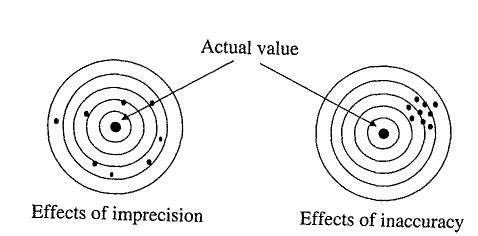 Actual value
Effects of imprecision
Effects of inaccuracy